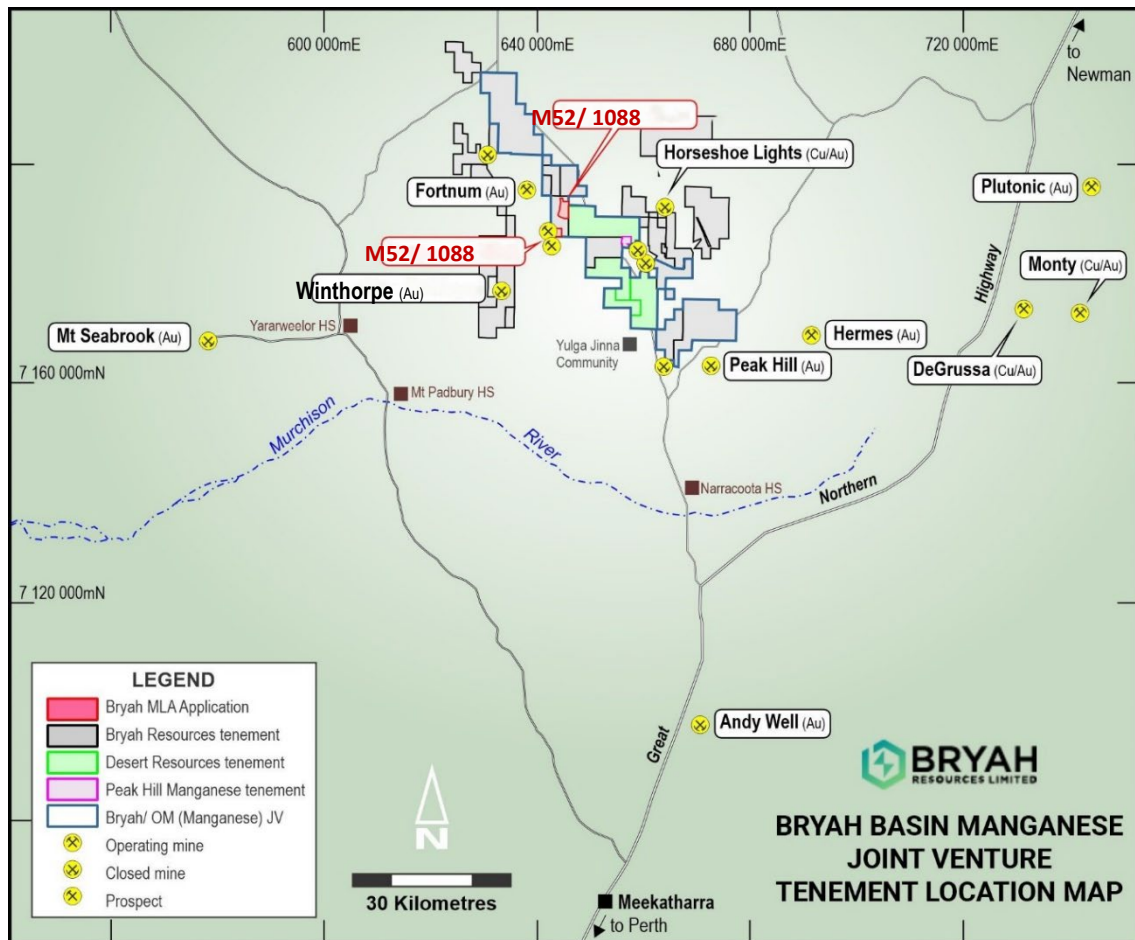 600 000mE
640 000mE
680 000mE
720 000mE
to
Newman
M52/ 1088
Horseshoe Lights (Cu/Au)
Fortnum (Au)
Plutonic (Au)
M52/ 1088
Monty (Cu/Au)
Winthorpe (Au)
Highway
Mt Seabrook (Au)
Yararweelor HS
Yulga Jinna
Community
Hermes (Au)
Peak Hill (Au)
DeGrussa (Cu/Au)
7 160 000mN
Mt Padbury HS
Murchison
River
Narracoota HS
Northern
7 120 000mN
LEGEND
Bryah MLA Application
Bryah Resources tenement
Desert Resources tenement
Peak Hill Manganese tenement
Bryah/ OM (Manganese) JV
Operating mine
Closed mine
Prospect
N
30 Kilometres
Andy Well (Au)
Great
Meekatharra
to Perth
BRYAH
RESOURCES LIMITED
BRYAH BASIN MANGANESE
JOINT VENTURE
TENEMENT LOCATION MAP